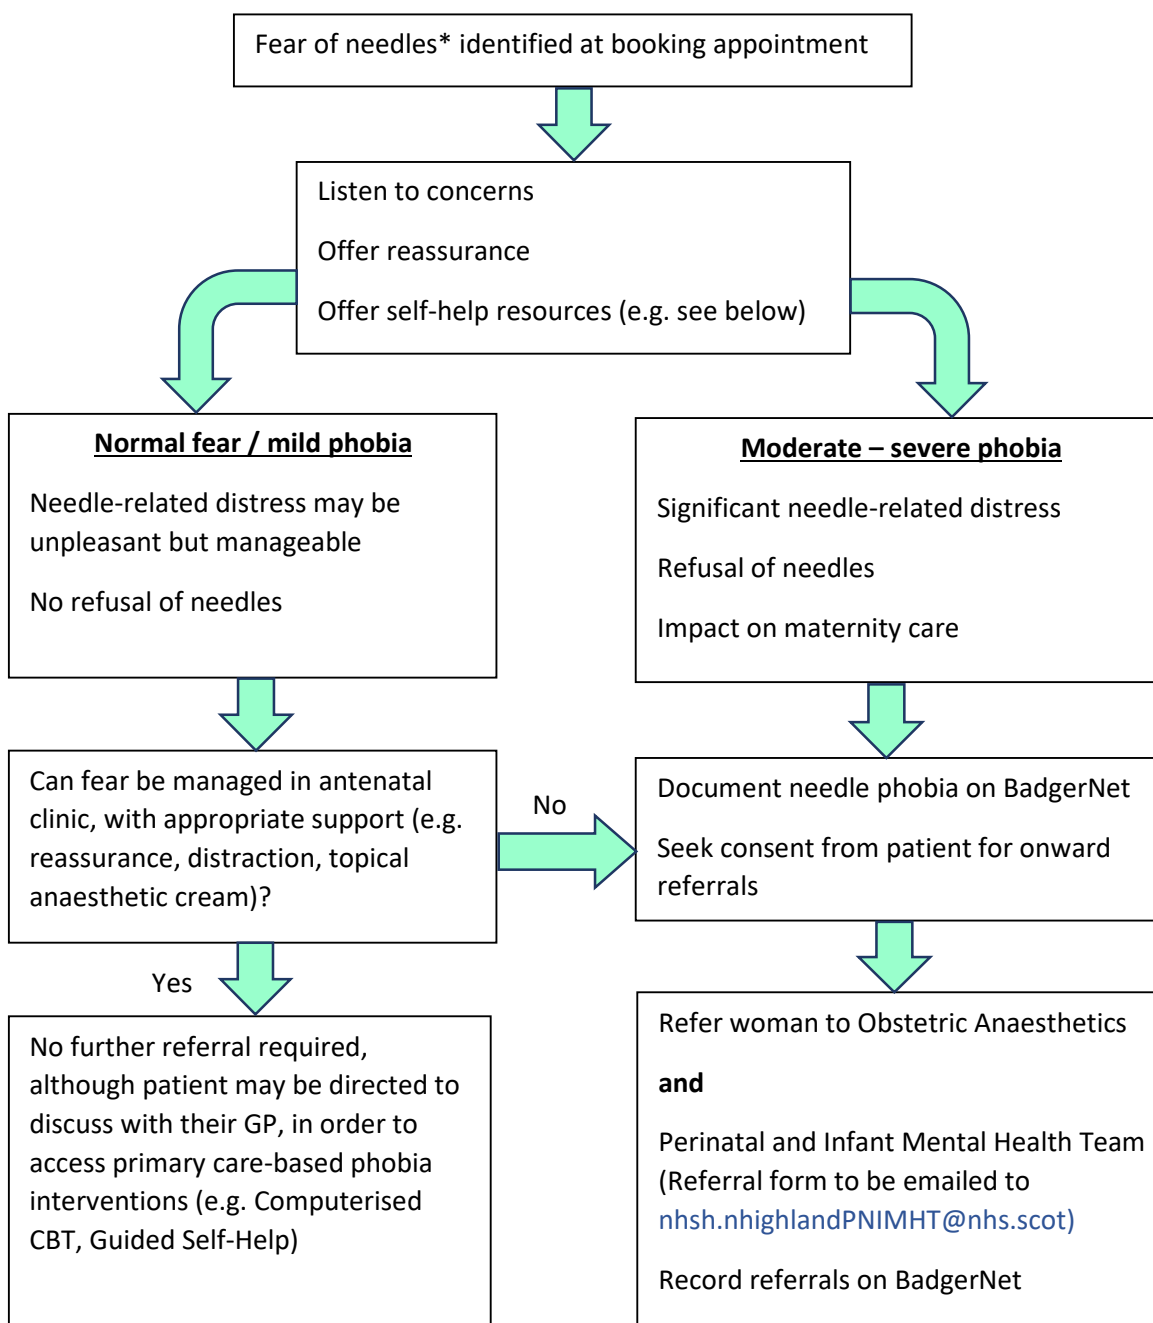 Fear of needles* identified at booking appointment
Listen to concerns
Offer reassurance
Offer self-help resources (e.g. see below)
Normal fear / mild phobia
Needle-related distress may be
unpleasant but manageable
No refusal of needles
Moderate – severe phobia
Significant needle-related distress
Refusal of needles
Impact on maternity care
Can fear be managed in antenatal
clinic, with appropriate support (e.g.
reassurance, distraction, topical
anaesthetic cream)?
No
Document needle phobia on BadgerNet
Seek consent from patient for onward
referrals
Yes
No further referral required,
although patient may be directed to
discuss with their GP, in order to
access primary care-based phobia
interventions (e.g. Computerised
CBT, Guided Self-Help)
Refer woman to Obstetric Anaesthetics
and
Perinatal and Infant Mental Health Team
(Referral form to be emailed to
nhsh.nhighlandPNIMHT@nhs.scot)
Record referrals on BadgerNet